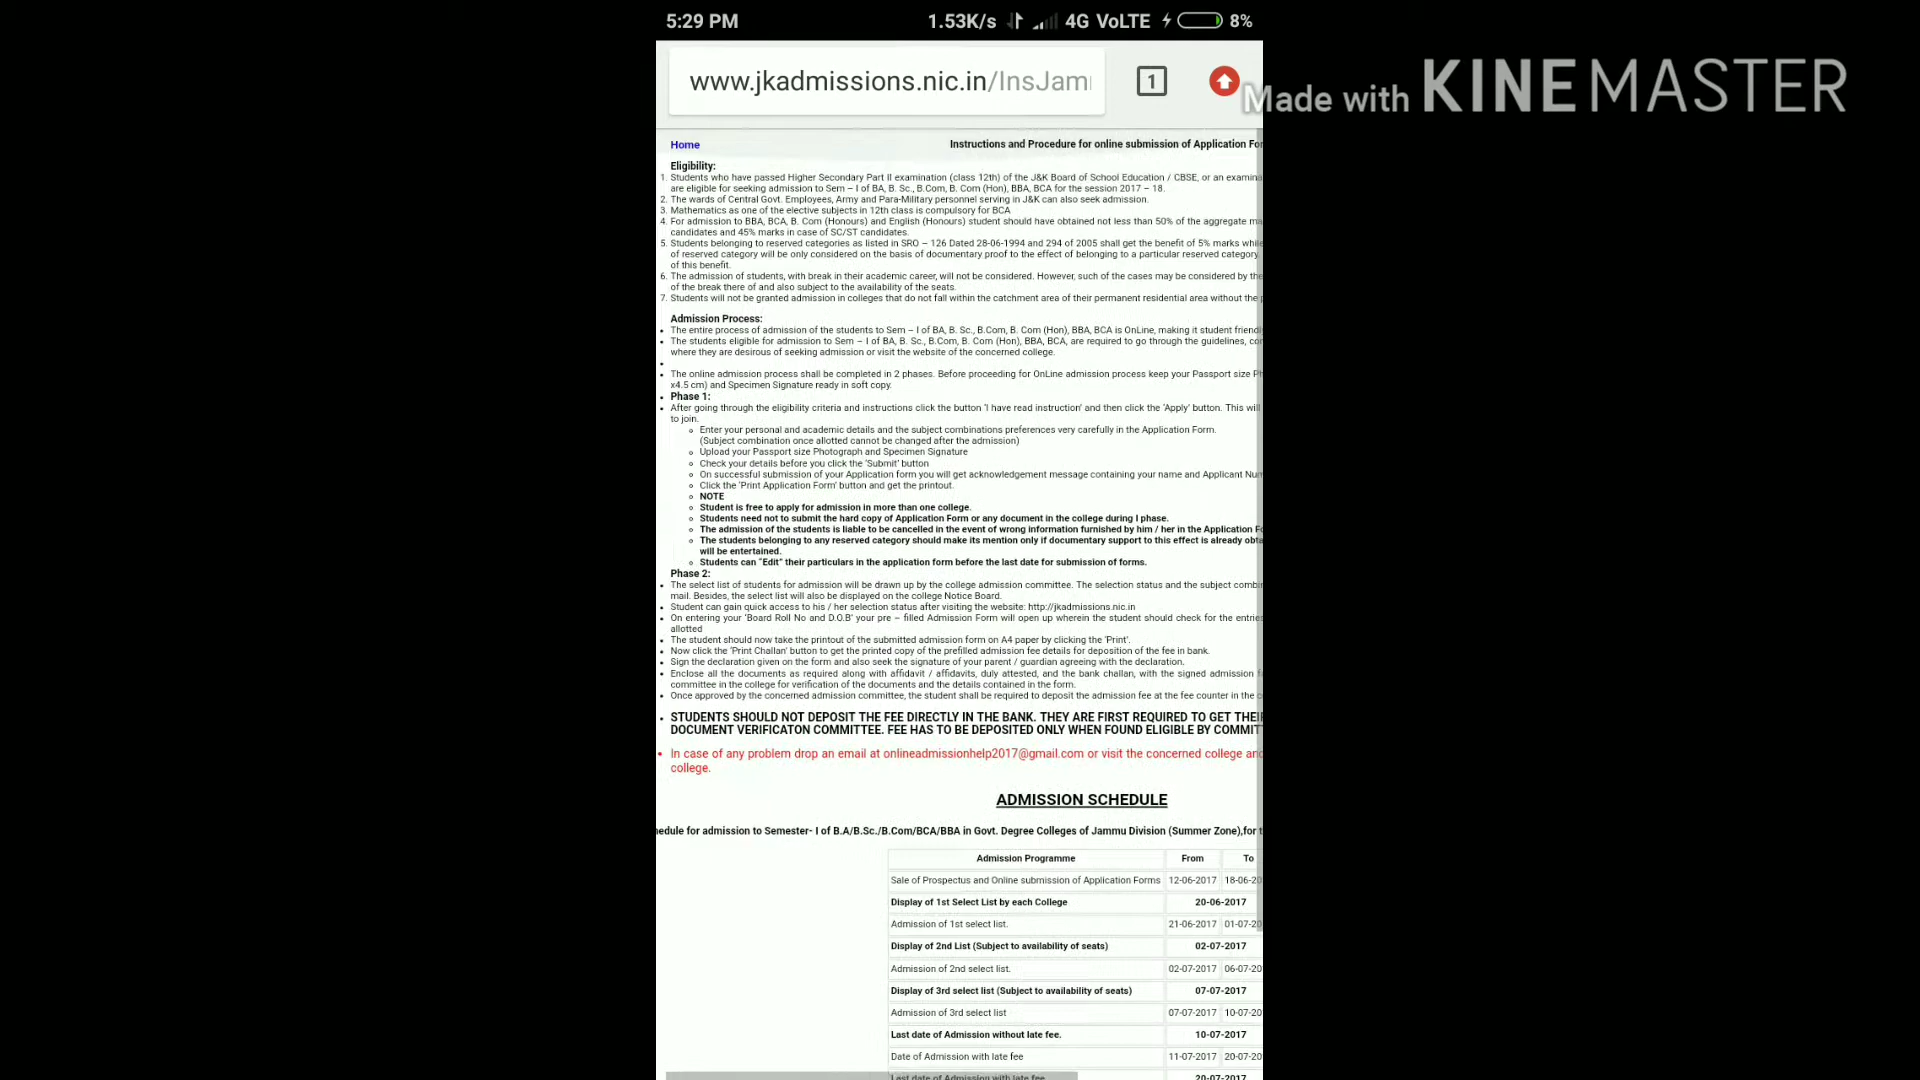 5:29 PM 1.53K/s 4G VoLTE 8%
www.jkadmissions.nic.in/InsJam 1
Made with KINEMASTER
Home Instructions and Procedure for online submission of Application
Eligibility:
1. Students who have passed Higher Secondary Part II examination (class 12th) of the J&K Board of School Education / CBSE, or an
are eligible for seeking admission to Sem – I of BA, B. Sc., B.Com, B. Com (Hon), BBA, BCA for the session 2017 – 18.
2. The wards of Central Govt. Employees, Army and Para-Military personnel serving in J&K can also seek admission.
3. Mathematics as one of the elective subjects in 12th class is compulsory for BCA
4. For admission to BBA, BCA, B. Com (Honours) and English (Honours) student should have obtained not less than 50% of the aggregate
candidates and 45% marks in case of SC/ST candidates.
5. Students belonging to reserved categories as listed in SRO – 126 Dated 28-06-1994 and 294 of 2005 shall get the benefit of 5% marks
of reserved category will be only considered on the basis of documentary proof to the effect of belonging to a particular reserved category
of this benefit.
6. The admission of students, with break in their academic career, will not be considered. However, such of the cases may be considered by
of the break there of and also subject to the availability of the seats.
7. Students will not be granted admission in colleges that do not fall within the catchment area of their permanent residential area without the
Admission Process:
• The entire process of admission of the students to Sem – I of BA, B. Sc., B.Com, B. Com (Hon), BBA, BCA is OnLine, making it student
• The students eligible for admission to Sem – I of BA, B. Sc., B.Com, B. Com (Hon), BBA, BCA, are required to go through the guidelines,
where they are desirous of seeking admission or visit the website of the concerned college.
• The online admission process shall be completed in 2 phases. Before proceeding for OnLine admission process keep your Passport size
x4.5 cm) and Specimen Signature ready in soft copy.
• Phase 1:
• After going through the eligibility criteria and instructions click the button 'I have read instruction' and then click the 'Apply' button. This will
to join.
Enter your personal and academic details and the subject combinations preferences very carefully in the Application Form.
(Subject combination once allotted cannot be changed after the admission)
Upload your Passport size Photograph and Specimen Signature
Check your details before you click the 'Submit' button
On successful submission of your Application form you will get acknowledgement message containing your name and Applicant
Click the 'Print Application Form' button and get the printout.
NOTE
Student is free to apply for admission in more than one college.
Students need not to submit the hard copy of Application Form or any document in the college during I phase.
The admission of the students is liable to be cancelled in the event of wrong information furnished by him / her in the Application
The students belonging to any reserved category should make its mention only if documentary support to this effect is already
will be entertained.
Students can "Edit" their particulars in the application form before the last date for submission of forms.
Phase 2:
• The select list of students for admission will be drawn up by the college admission committee. The selection status and the subject
mail. Besides, the select list will also be displayed on the college Notice Board.
• Student can gain quick access to his / her selection status after visiting the website: http://jkadmissions.nic.in
• On entering your 'Board Roll No and D.O.B' your pre – filled Admission Form will open up wherein the student should check for the
allotted
• The student should now take the printout of the submitted admission form on A4 paper by clicking the 'Print'.
• Now click the 'Print Challan' button to get the printed copy of the prefilled admission fee details for deposition of the fee in bank.
• Sign the declaration given on the form and also seek the signature of your parent / guardian agreeing with the declaration.
• Enclose all the documents as required along with affidavit / affidavits, duly attested, and the bank challan, with the signed admission
committee in the college for verification of the documents and the details contained in the form.
• Once approved by the concerned admission committee, the student shall be required to deposit the admission fee at the fee counter in the
• STUDENTS SHOULD NOT DEPOSIT THE FEE DIRECTLY IN THE BANK. THEY ARE FIRST REQUIRED TO GET
DOCUMENT VERIFICATON COMMITTEE. FEE HAS TO BE DEPOSITED ONLY WHEN FOUND ELIGIBLE BY
• In case of any problem drop an email at onlineadmissionhelp2017@gmail.com or visit the concerned college and
college.
ADMISSION SCHEDULE
edule for admission to Semester- I of B.A/B.Sc./B.Com/BCA/BBA in Govt. Degree Colleges of Jammu Division (Summer Zone),for
Admission Programme From To
Sale of Prospectus and Online submission of Application Forms 12-06-2017 18-06-20
Display of 1st Select List by each College 20-06-2017
Admission of 1st select list. 21-06-2017 01-07-20
Display of 2nd List (Subject to availability of seats) 02-07-2017
Admission of 2nd select list. 02-07-2017 06-07-20
Display of 3rd select list (Subject to availability of seats) 07-07-2017
Admission of 3rd select list 07-07-2017 10-07-20
Last date of Admission without late fee. 10-07-2017
Date of Admission with late fee 11-07-2017 20-07-20
Last date of Admission with late fee 20-07-2017